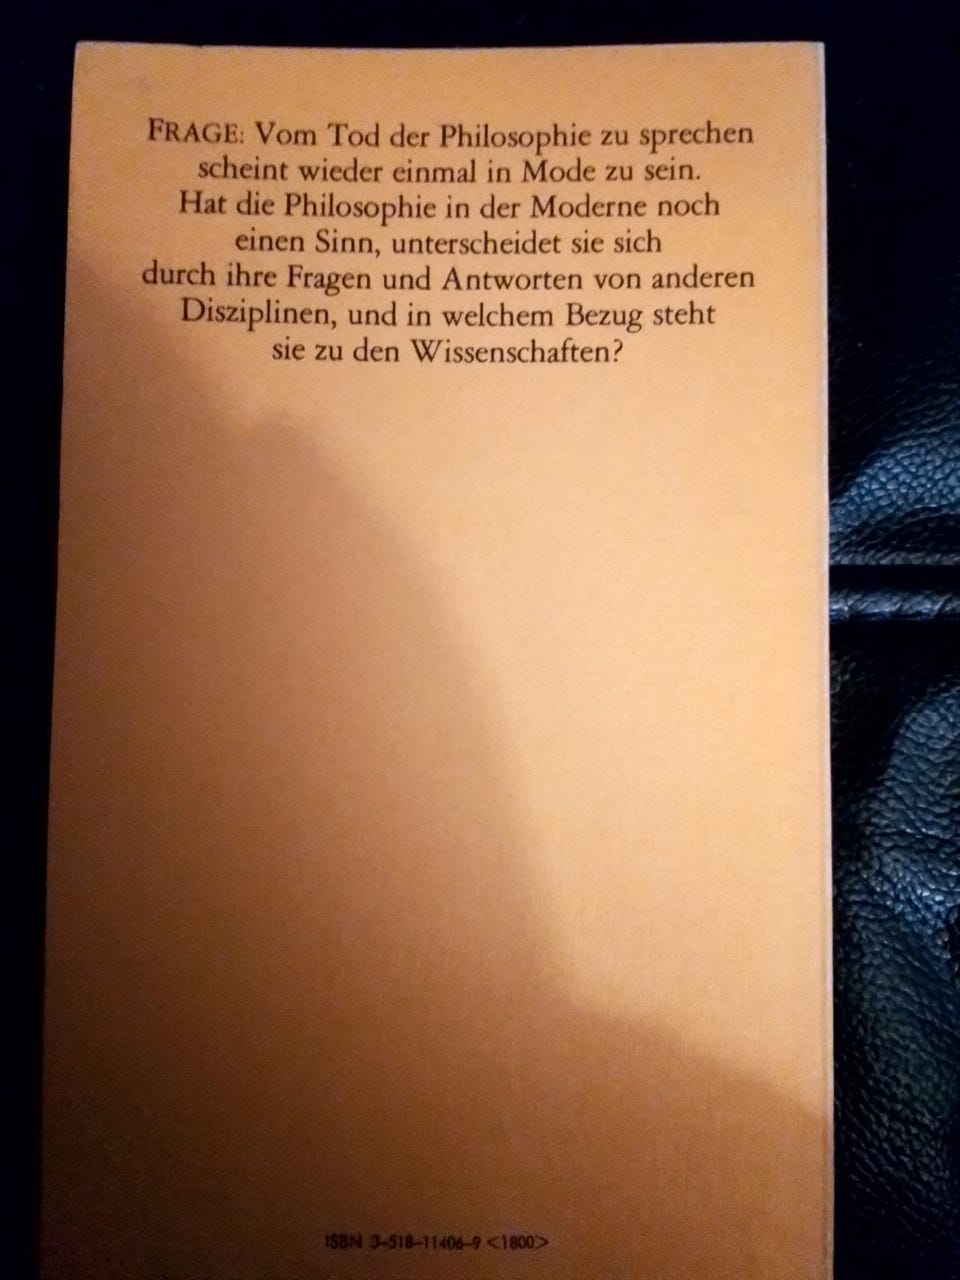 FRAGE: Vom Tod der Philosophie zu sprechen
scheint wieder einmal in Mode zu sein.
Hat die Philosophie in der Moderne noch
einen Sinn, unterscheidet sie sich
durch ihre Fragen und Antworten von anderen
Disziplinen, und in welchem Bezug steht
sie zu den Wissenschaften?
ISBN 3-518-11406-9 <1800>